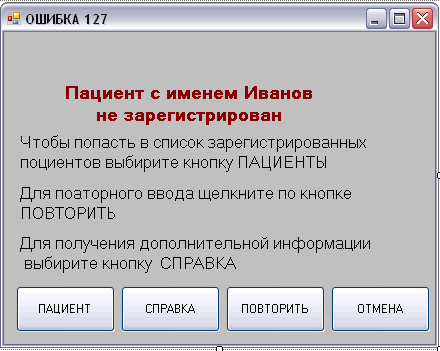 ОШИБКА 127
Пациент с именем Иванов
не зарегистрирован
Чтобы попасть в список зарегистрированных
поциентов выбирите кнопку ПАЦИЕНТЫ
Для поаторного ввода щелкните по кнопке
ПОВТОРИТЬ
Для получения дополнительной информации
выбирите кнопку СПРАВКА
ПАЦИЕНТ
СПРАВКА
ПОВТОРИТЬ
ОТМЕНА